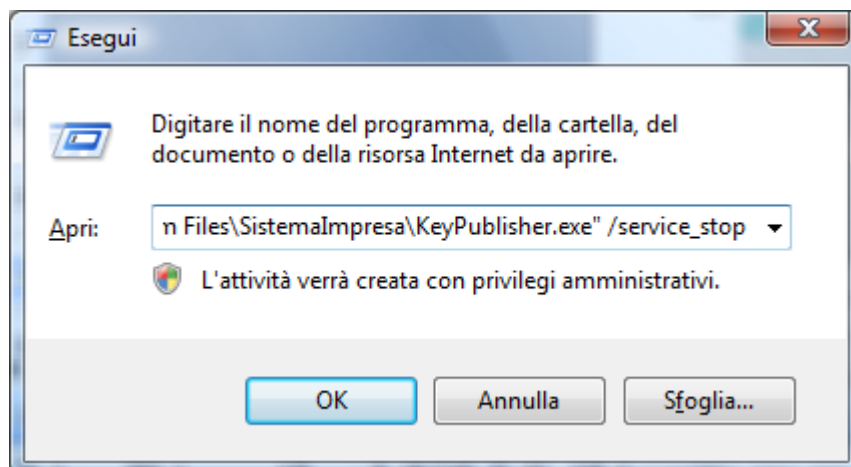 Esegui
Digitare il nome del programma, della cartella, del
documento o della risorsa Internet da aprire.
Apri: n Files\SistemaImpresa\KeyPublisher.exe" /service_stop
L'attività verrà creata con privilegi amministrativi.
OK Annulla Sfoglia...